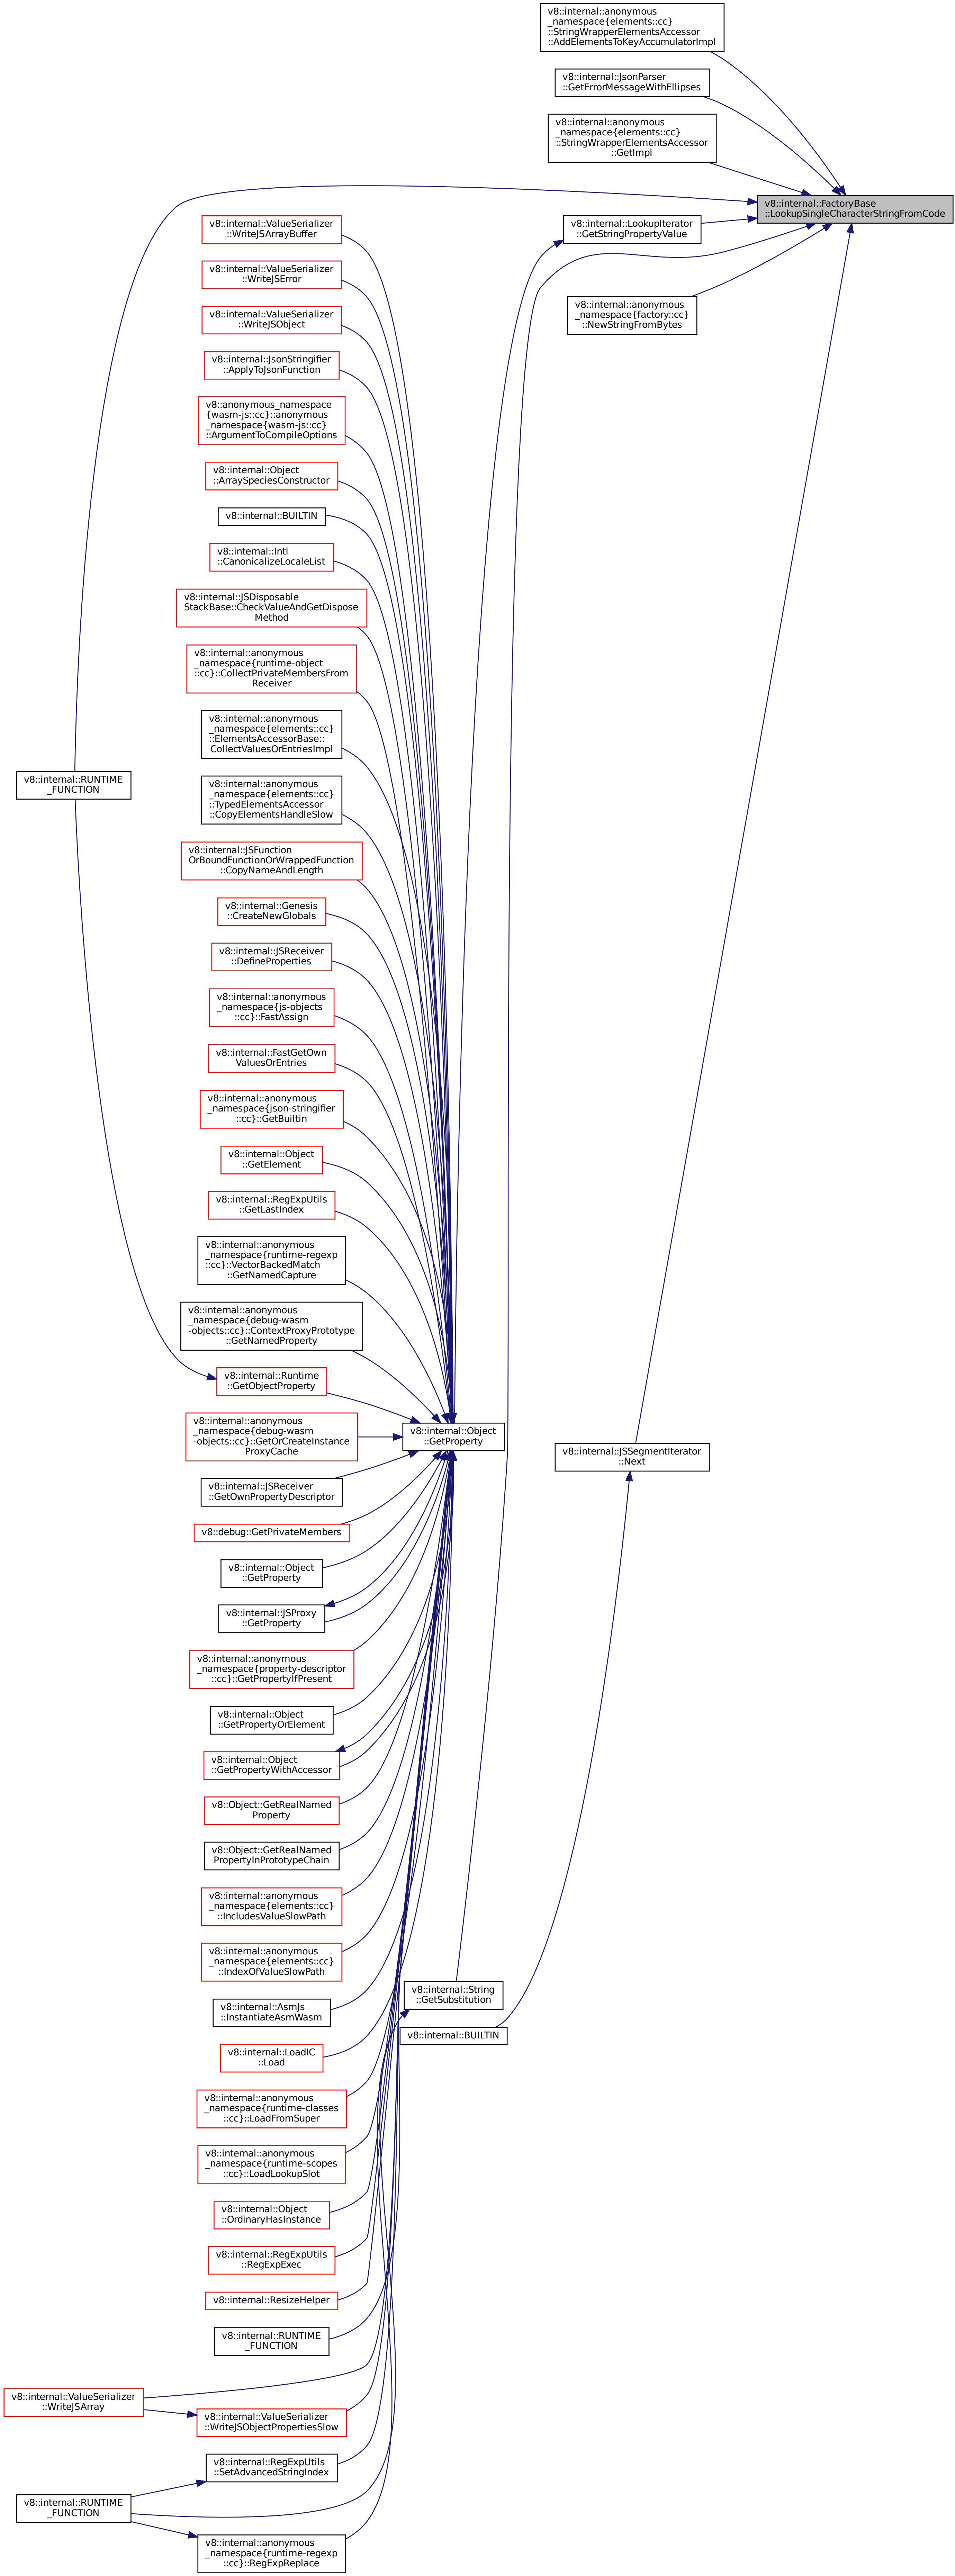 v8::internal::anonymous
_namespace{elements::cc}
::StringWrapperElementsAccessor
::AddElementsToKeyAccumulatorImpl
v8::internal::JsonParser
::GetErrorMessageWithEllipses
v8::internal::anonymous
_namespace{elements::cc}
::StringWrapperElementsAccessor
::GetImpl
v8::internal::FactoryBase
::LookupSingleCharacterStringFromCode
v8::internal::LookupIterator
::GetStringPropertyValue
v8::internal::anonymous
_namespace{factory::cc}
::NewStringFromBytes
v8::internal::ValueSerializer
::WriteJSArrayBuffer
v8::internal::ValueSerializer
::WriteJSError
v8::internal::ValueSerializer
::WriteJSObject
v8::internal::JsonStringifier
::ApplyToJsonFunction
v8::anonymous_namespace
{wasm-js::cc}::anonymous
_namespace{wasm-js::cc}
::ArgumentToCompileOptions
v8::internal::Object
::ArraySpeciesConstructor
v8::internal::BUILTIN
v8::internal::Intl
::CanonicalizeLocaleList
v8::internal::JSDisposable
StackBase::CheckValueAndGetDispose
Method
v8::internal::anonymous
_namespace{runtime-object
::cc}::CollectPrivateMembersFrom
Receiver
v8::internal::anonymous
_namespace{elements::cc}
::ElementsAccessorBase::
CollectValuesOrEntriesImpl
v8::internal::RUNTIME
_FUNCTION
v8::internal::anonymous
_namespace{elements::cc}
::TypedElementsAccessor
::CopyElementsHandleSlow
v8::internal::JSFunction
OrBoundFunctionOrWrappedFunction
::CopyNameAndLength
v8::internal::Genesis
::CreateNewGlobals
v8::internal::JSReceiver
::DefineProperties
v8::internal::anonymous
_namespace{js-objects
::cc}::FastAssign
v8::internal::FastGetOwn
ValuesOrEntries
v8::internal::anonymous
_namespace{json-stringifier
::cc}::GetBuiltin
v8::internal::Object
::GetElement
v8::internal::RegExpUtils
::GetLastIndex
v8::internal::anonymous
_namespace{runtime-regexp
::cc}::VectorBackedMatch
::GetNamedCapture
v8::internal::anonymous
_namespace{debug-wasm
-objects::cc}::ContextProxyPrototype
::GetNamedProperty
v8::internal::Runtime
::GetObjectProperty
v8::internal::anonymous
_namespace{debug-wasm
-objects::cc}::GetOrCreateInstance
ProxyCache
v8::internal::Object
::GetProperty
v8::internal::JSSegmentIterator
::Next
v8::internal::JSReceiver
::GetOwnPropertyDescriptor
v8::debug::GetPrivateMembers
v8::internal::Object
::GetProperty
v8::internal::JSProxy
::GetProperty
v8::internal::anonymous
_namespace{property-descriptor
::cc}::GetPropertyIfPresent
v8::internal::Object
::GetPropertyOrElement
v8::internal::Object
::GetPropertyWithAccessor
v8::Object::GetRealNamed
Property
v8::Object::GetRealNamed
PropertyInPrototypeChain
v8::internal::anonymous
_namespace{elements::cc}
::IncludesValueSlowPath
v8::internal::anonymous
_namespace{elements::cc}
::IndexOfValueSlowPath
v8::internal::String
::GetSubstitution
v8::internal::AsmJs
::InstantiateAsmWasm
v8::internal::BUILTIN
v8::internal::LoadIC
::Load
v8::internal::anonymous
_namespace{runtime-classes
::cc}::LoadFromSuper
v8::internal::anonymous
_namespace{runtime-scopes
::cc}::LoadLookupSlot
v8::internal::Object
::OrdinaryHasInstance
v8::internal::RegExpUtils
::RegExpExec
v8::internal::ResizeHelper
v8::internal::RUNTIME
_FUNCTION
v8::internal::ValueSerializer
::WriteJSArray
v8::internal::ValueSerializer
::WriteJSObjectPropertiesSlow
v8::internal::RegExpUtils
::SetAdvancedStringIndex
v8::internal::RUNTIME
_FUNCTION
v8::internal::anonymous
_namespace{runtime-regexp
::cc}::RegExpReplace